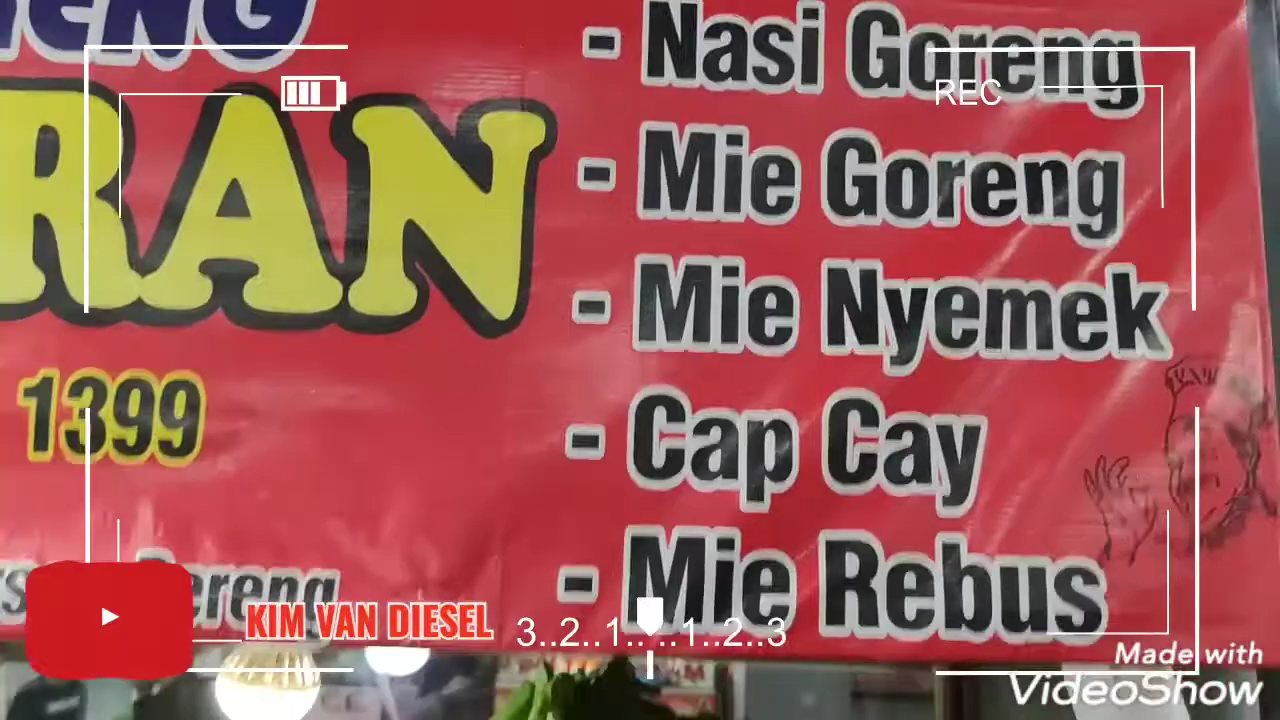 - Nasi Goreng
REC
RAN
- Mie Goreng
- Mie Nyemek
1399
- Cap Cay
- Mie Rebus
KIM VAN DIESEL
3..2..1....1..2..3
Made with
VideoShow